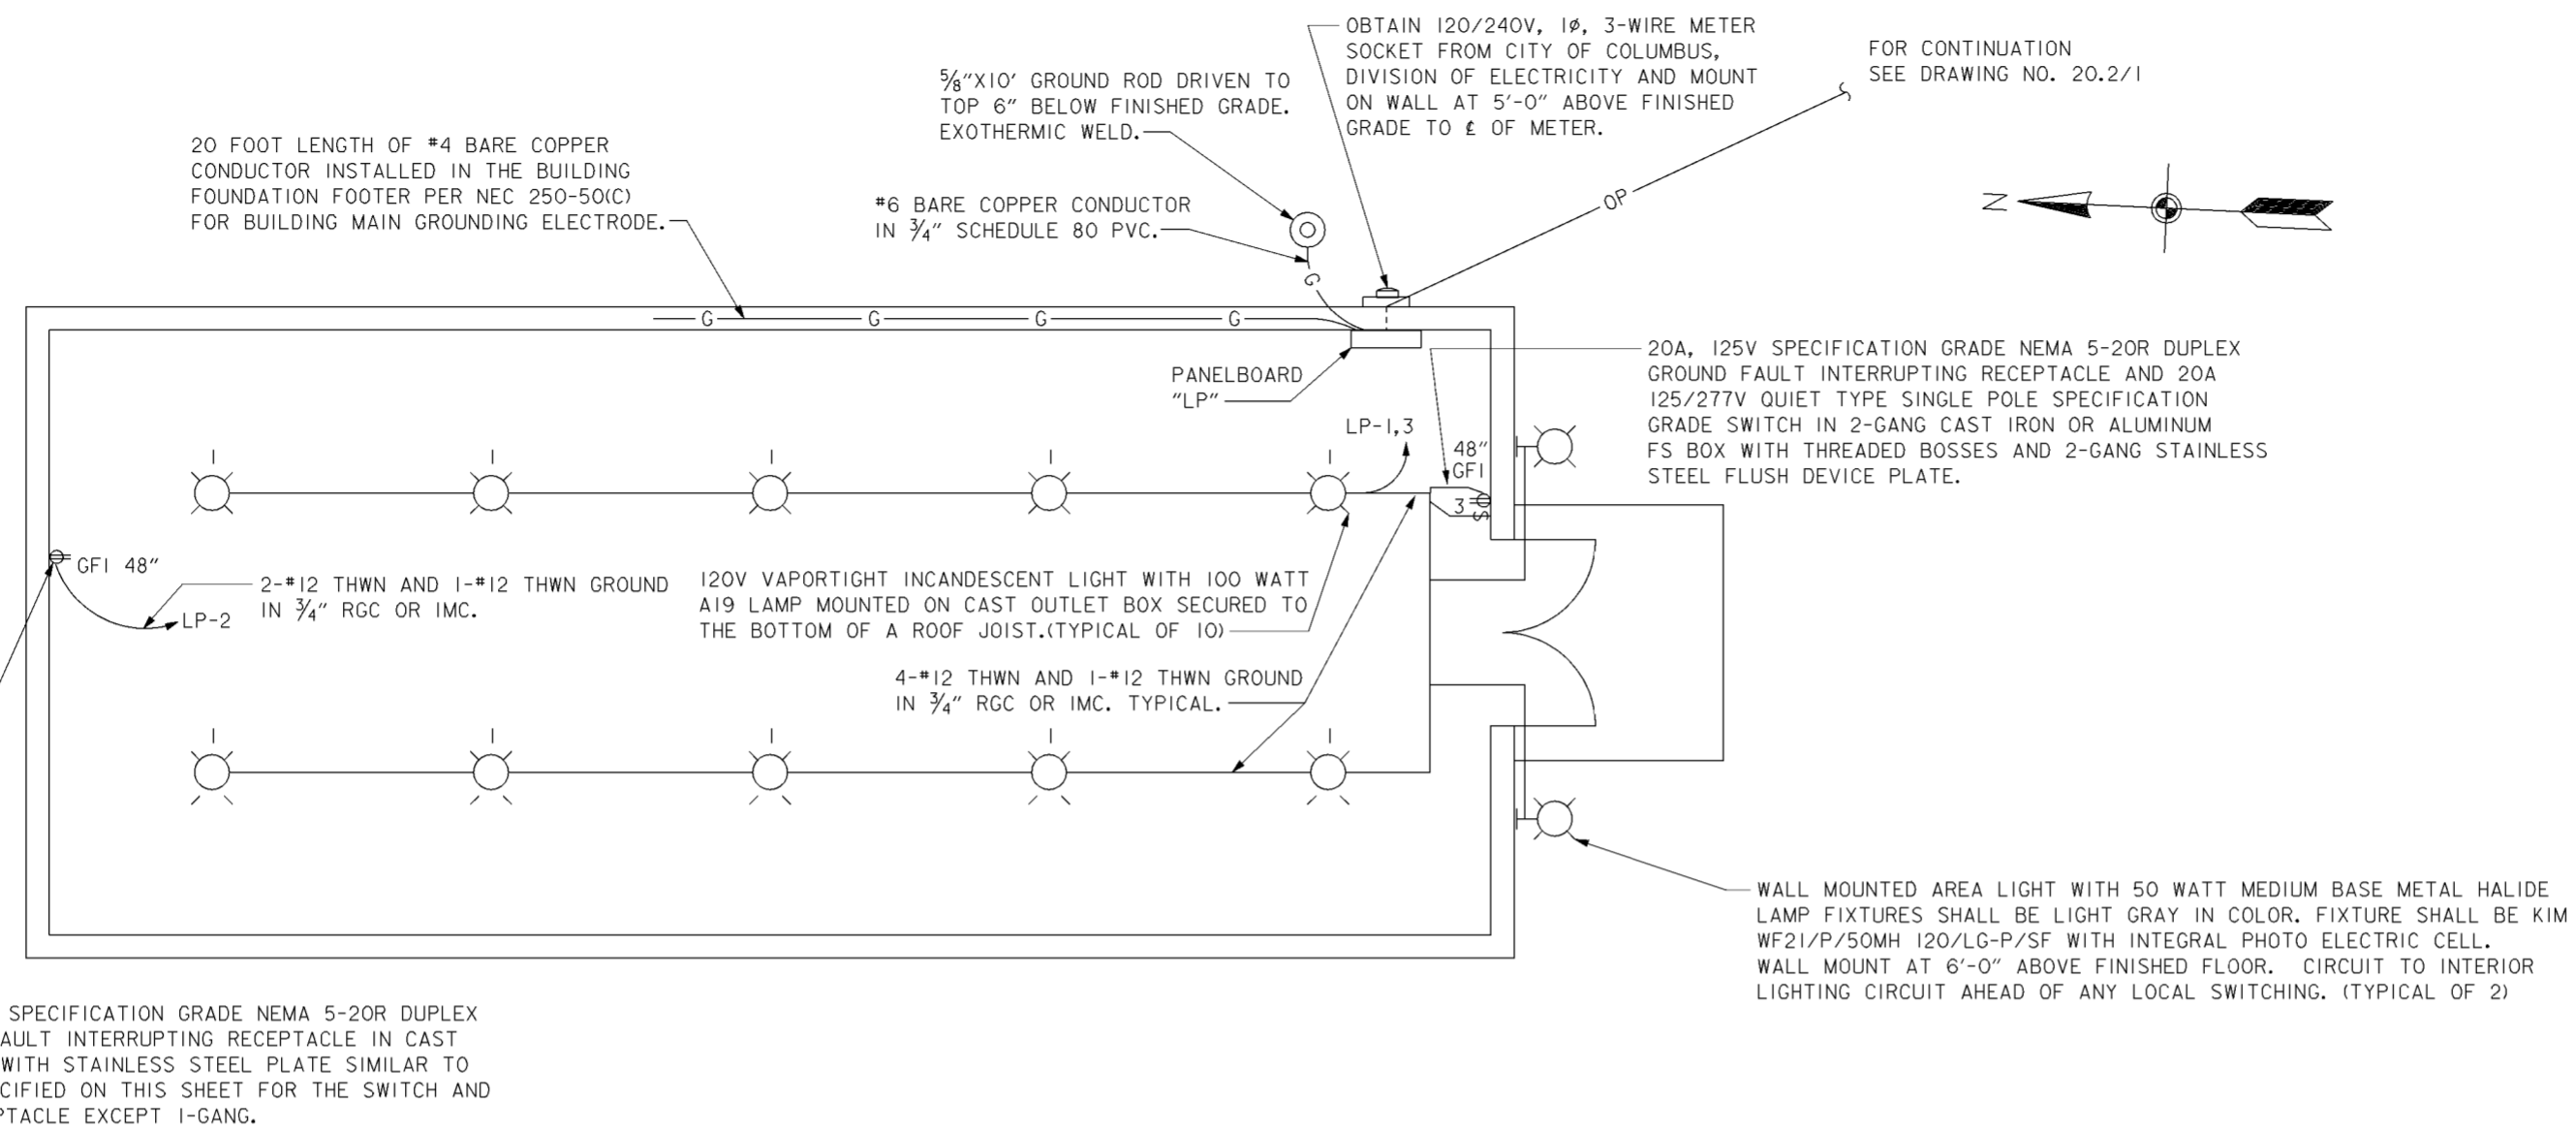 OBTAIN 120/240V, 1ø, 3-WIRE METER
SOCKET FROM CITY OF COLUMBUS,
DIVISION OF ELECTRICITY AND MOUNT
ON WALL AT 5'-0" ABOVE FINISHED
GRADE TO ℄ OF METER.
FOR CONTINUATION
SEE DRAWING NO. 20.2/1
⅝"X10' GROUND ROD DRIVEN TO
TOP 6" BELOW FINISHED GRADE.
EXOTHERMIC WELD.
20 FOOT LENGTH OF #4 BARE COPPER
CONDUCTOR INSTALLED IN THE BUILDING
FOUNDATION FOOTER PER NEC 250-50(C)
FOR BUILDING MAIN GROUNDING ELECTRODE.
#6 BARE COPPER CONDUCTOR
IN ¾" SCHEDULE 80 PVC.
OP
N
G
G
G
G
G
PANELBOARD
"LP"
20A, 125V SPECIFICATION GRADE NEMA 5-20R DUPLEX
GROUND FAULT INTERRUPTING RECEPTACLE AND 20A
125/277V QUIET TYPE SINGLE POLE SPECIFICATION
GRADE SWITCH IN 2-GANG CAST IRON OR ALUMINUM
FS BOX WITH THREADED BOSSES AND 2-GANG STAINLESS
STEEL FLUSH DEVICE PLATE.
LP-1,3
48"
GFI
3
S
1
1
1
1
1
GFI 48"
2-#12 THWN AND 1-#12 THWN GROUND
IN ¾" RGC OR IMC.
LP-2
120V VAPORTIGHT INCANDESCENT LIGHT WITH 100 WATT
A19 LAMP MOUNTED ON CAST OUTLET BOX SECURED TO
THE BOTTOM OF A ROOF JOIST.(TYPICAL OF 10)
4-#12 THWN AND 1-#12 THWN GROUND
IN ¾" RGC OR IMC. TYPICAL.
1
1
1
1
1
WALL MOUNTED AREA LIGHT WITH 50 WATT MEDIUM BASE METAL HALIDE
LAMP FIXTURES SHALL BE LIGHT GRAY IN COLOR. FIXTURE SHALL BE KIM
WF21/P/50MH 120/LG-P/SF WITH INTEGRAL PHOTO ELECTRIC CELL.
WALL MOUNT AT 6'-0" ABOVE FINISHED FLOOR. CIRCUIT TO INTERIOR
LIGHTING CIRCUIT AHEAD OF ANY LOCAL SWITCHING. (TYPICAL OF 2)
SPECIFICATION GRADE NEMA 5-20R DUPLEX
AULT INTERRUPTING RECEPTACLE IN CAST
WITH STAINLESS STEEL PLATE SIMILAR TO
CIFIED ON THIS SHEET FOR THE SWITCH AND
PTACLE EXCEPT 1-GANG.